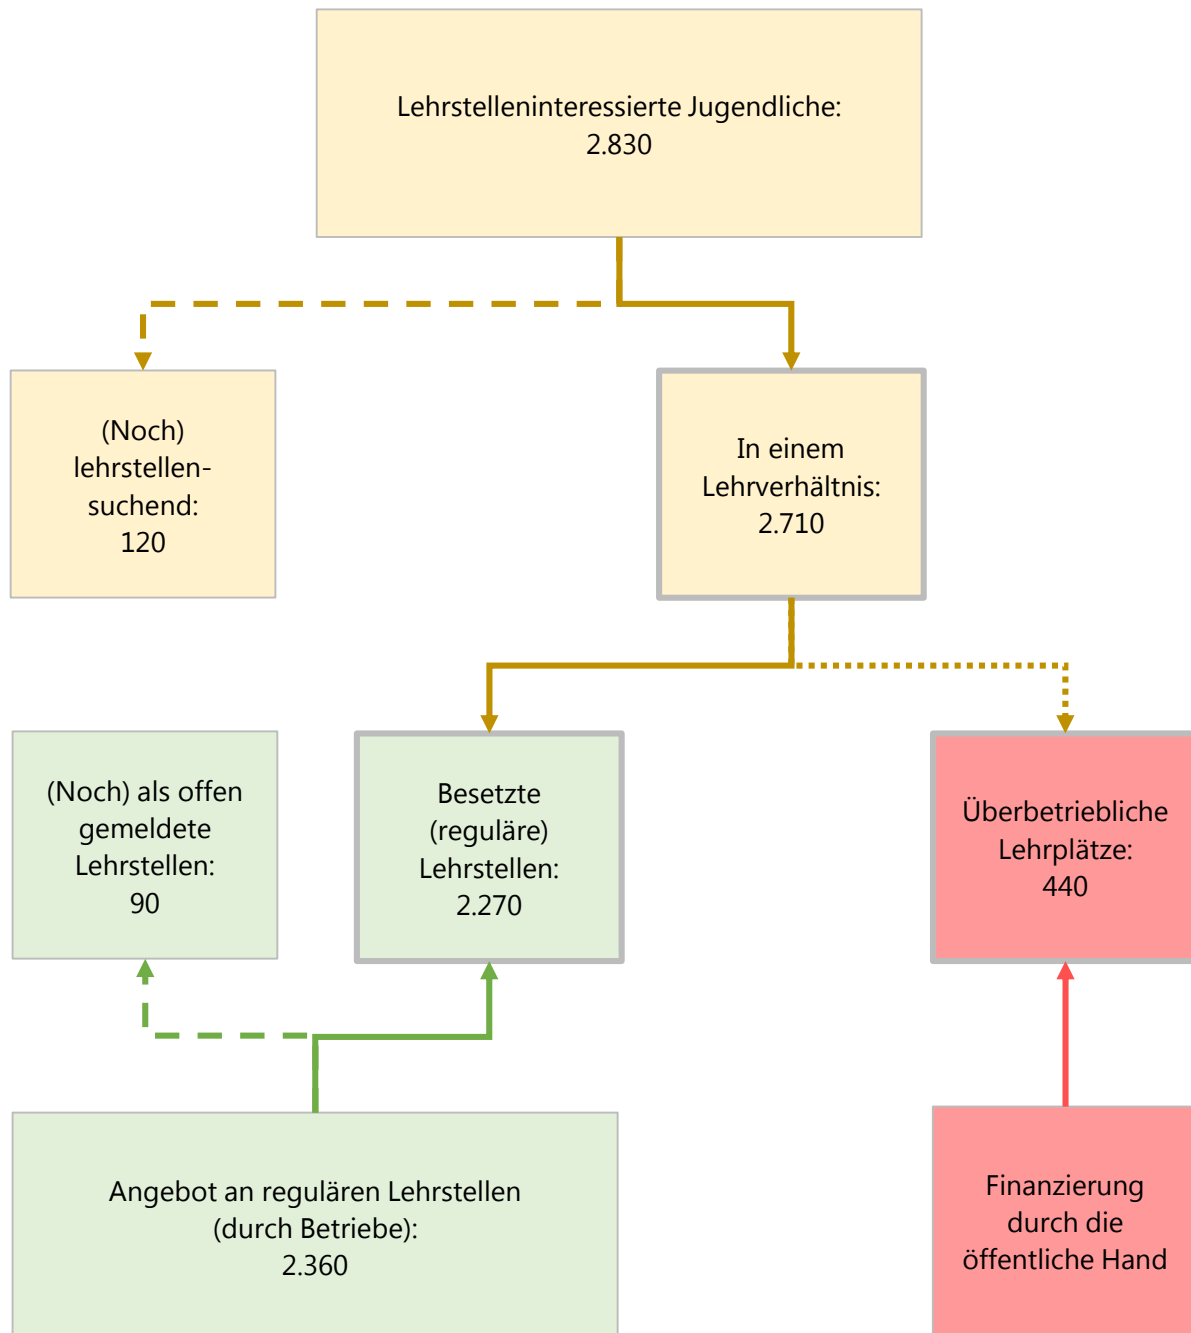 Lehrstelleninteressierte Jugendliche:
2.830
(Noch)
lehrstellen-
suchend:
120
In einem
Lehrverhältnis:
2.710
(Noch) als offen
gemeldete
Lehrstellen:
90
Besetzte
(reguläre)
Lehrstellen:
2.270
Überbetriebliche
Lehrplätze:
440
Angebot an regulären Lehrstellen
(durch Betriebe):
2.360
Finanzierung
durch die
öffentliche Hand